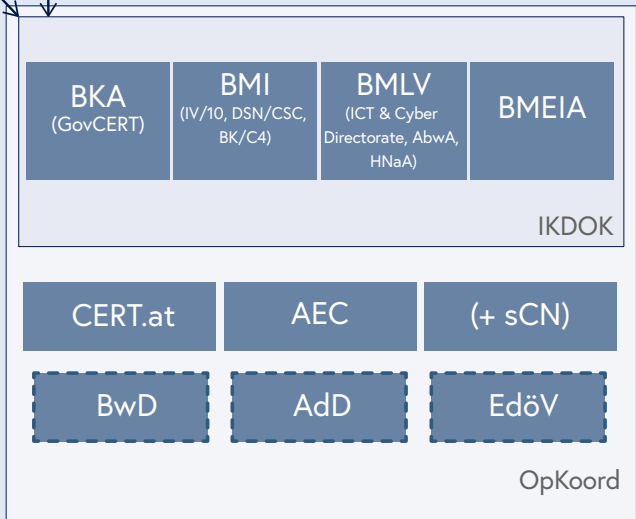 BKA
(GovCERT)
BMI
(IV/10, DSN/CSC,
BK/C4)
BMLV
(ICT & Cyber
Directorate, AbwA,
HNaA)
BMEIA
IKDOK
CERT.at
AEC
(+ sCN)
BwD
AdD
EdöV
OpKoord